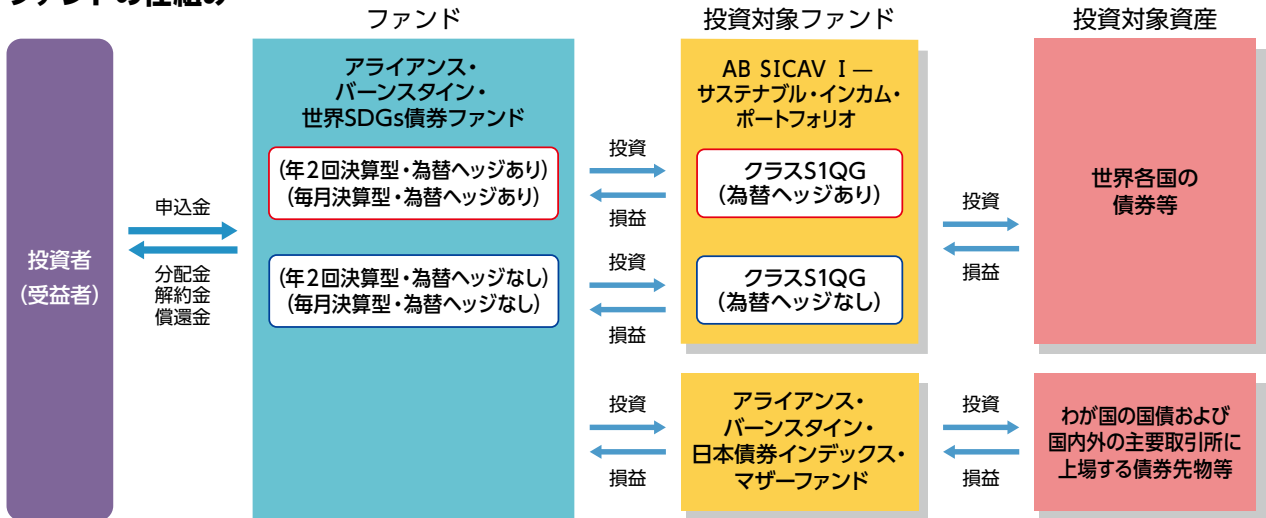 ファンドの仕組み
ファンド
投資対象ファンド
投資対象資産
投資者
(受益者)
申込金
分配金
解約金
償還金
アライアンス・
バーンスタイン・
世界SDGs債券ファンド
(年2回決算型・為替ヘッジあり)
(毎月決算型・為替ヘッジあり)
(年2回決算型・為替ヘッジなし)
(毎月決算型・為替ヘッジなし)
投資
損益
投資
損益
投資
損益
AB SICAV Ⅰ―
サステナブル・インカム・
ポートフォリオ
クラスS1QG
(為替ヘッジあり)
クラスS1QG
(為替ヘッジなし)
アライアンス・
バーンスタイン・
日本債券インデックス・
マザーファンド
投資
損益
投資
損益
世界各国の
債券等
わが国の国債および
国内外の主要取引所に
上場する債券先物等